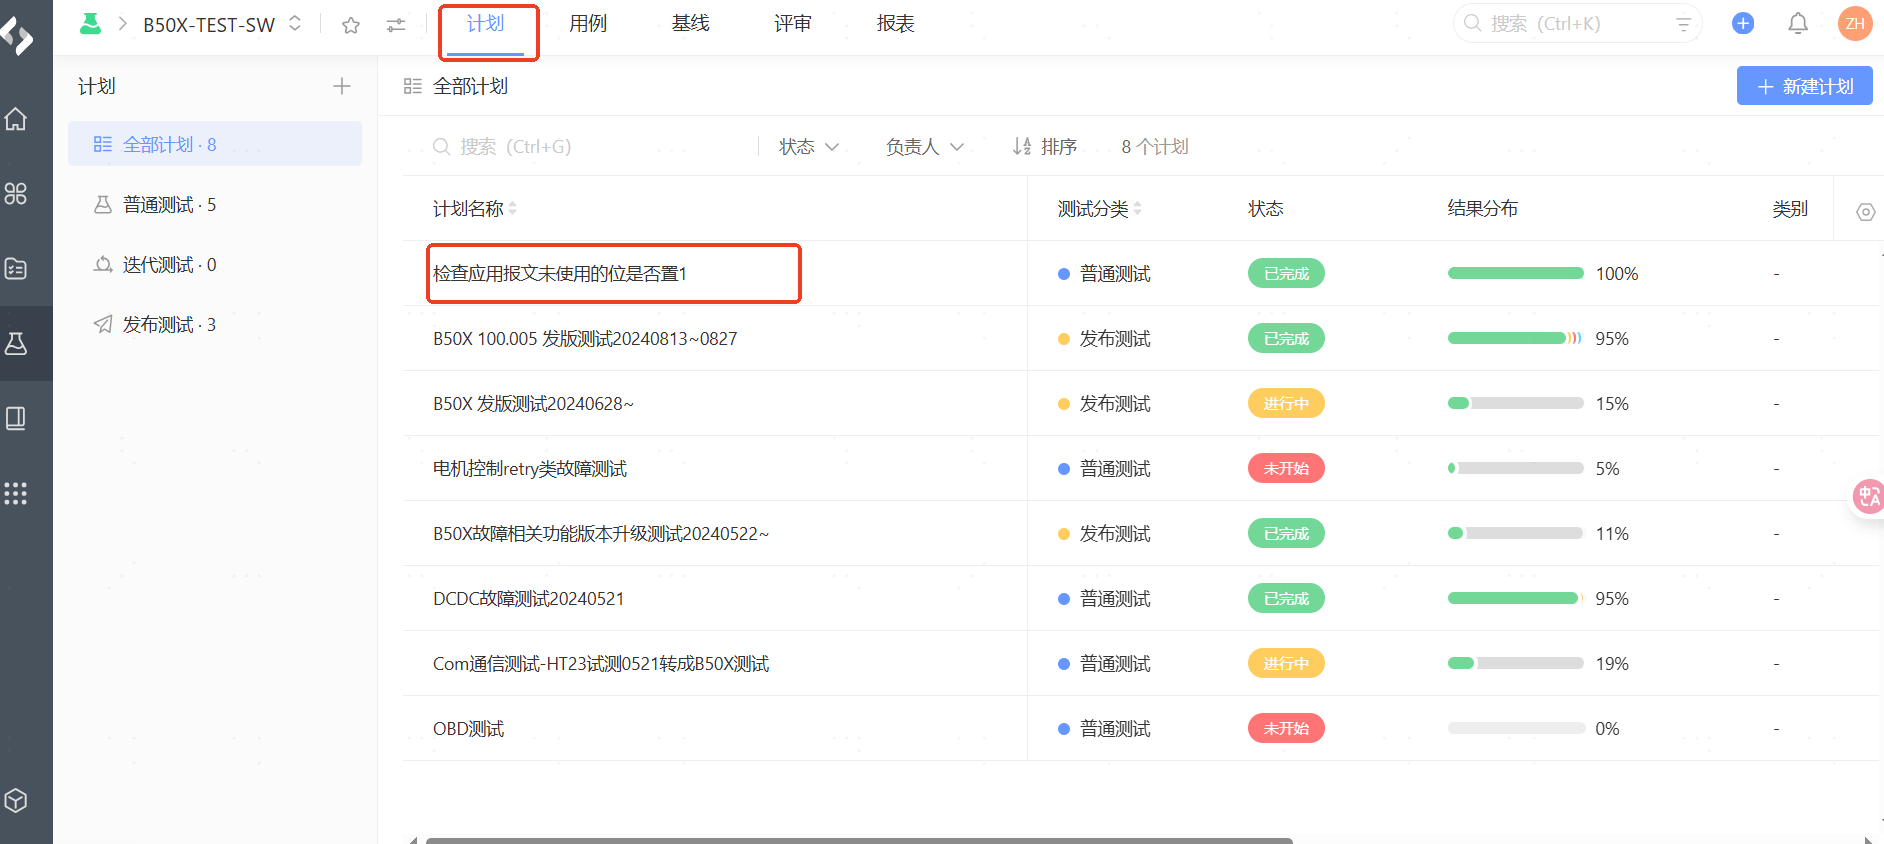 B50X-TEST-SW
计划
用例
基线
评审
报表
搜索 (Ctrl+K)
ZH
计划
全部计划 · 8
普通测试 · 5
迭代测试 · 0
发布测试 · 3
全部计划
新建计划
搜索 (Ctrl+G)
状态
负责人
排序
8 个计划
计划名称 测试分类 状态 结果分布 类别
检查应用报文未使用的位是否置1 普通测试 已完成 100% -
B50X 100.005 发版测试20240813~0827 发布测试 已完成 95% -
B50X 发版测试20240628~ 发布测试 进行中 15% -
电机控制retry类故障测试 普通测试 未开始 5% -
B50X故障相关功能版本升级测试20240522~ 发布测试 已完成 11% -
DCDC故障测试20240521 普通测试 已完成 95% -
Com通信测试-HT23试测0521转成B50X测试 普通测试 进行中 19% -
OBD测试 普通测试 未开始 0% -
中A